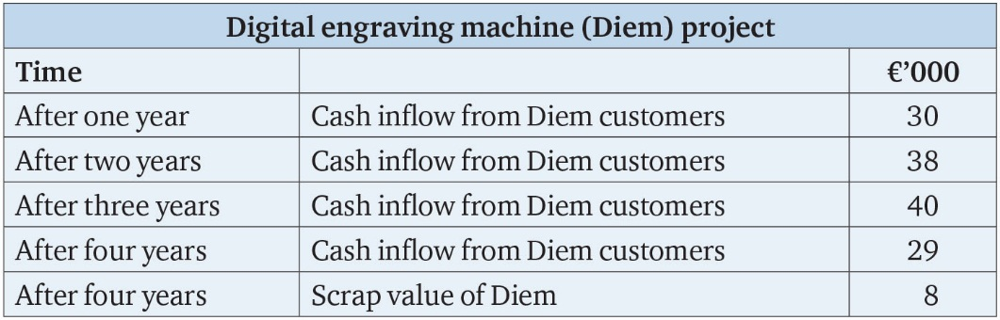 Digital engraving machine (Diem) project
Time €’000
After one year Cash inflow from Diem customers 30
After two years Cash inflow from Diem customers 38
After three years Cash inflow from Diem customers 40
After four years Cash inflow from Diem customers 29
After four years Scrap value of Diem 8